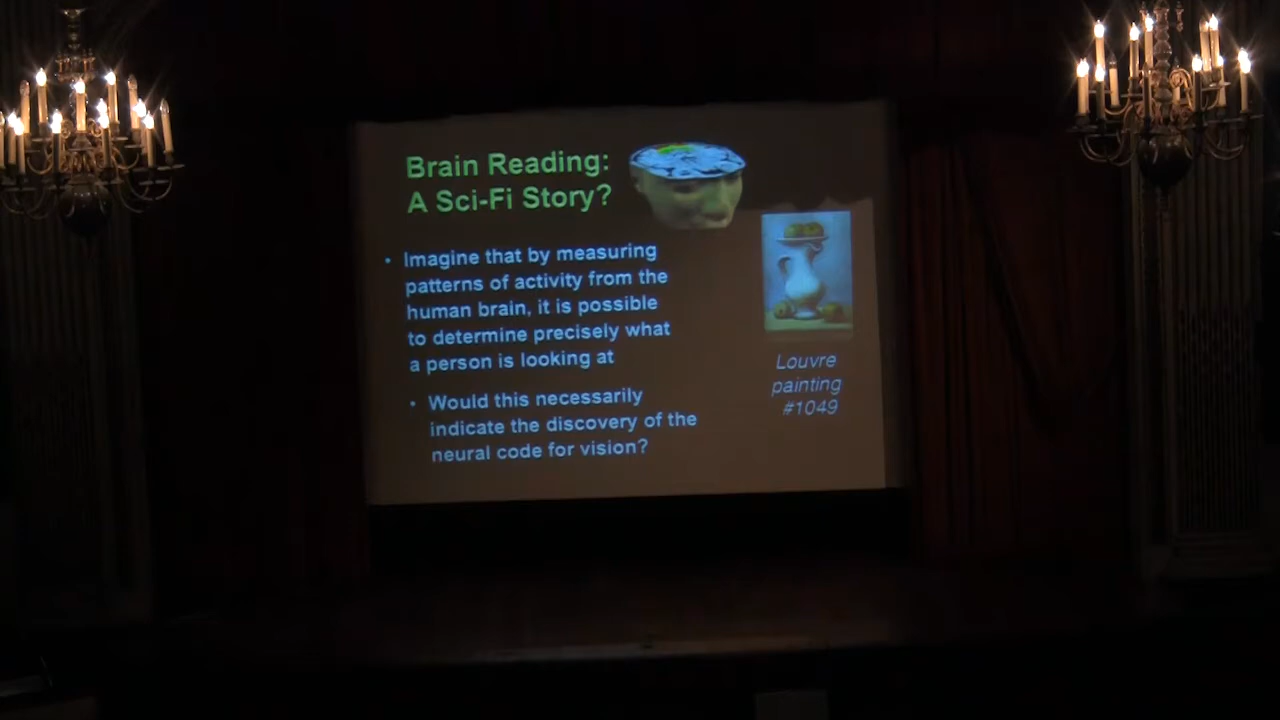 Brain Reading:
A Sci-Fi Story?
• Imagine that by measuring
patterns of activity from the
human brain, it is possible
to determine precisely what
a person is looking at
• Would this necessarily
indicate the discovery of the
neural code for vision?
Louvre
painting
#1049